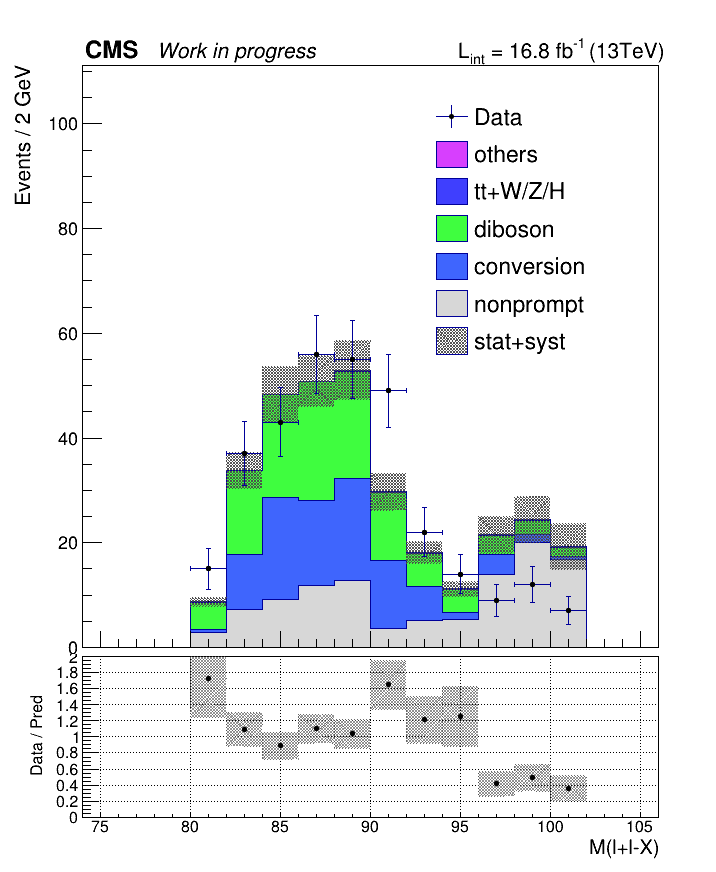 CMS Work in progress L_int = 16.8 fb^-1 (13TeV)
Events / 2 GeV
100
80
60
40
20
0
Data
others
tt+W/Z/H
diboson
conversion
nonprompt
stat+syst
Data / Pred
2
1.8
1.6
1.4
1.2
1
0.8
0.6
0.4
0.2
0
75 80 85 90 95 100 105
M(l+l-X)